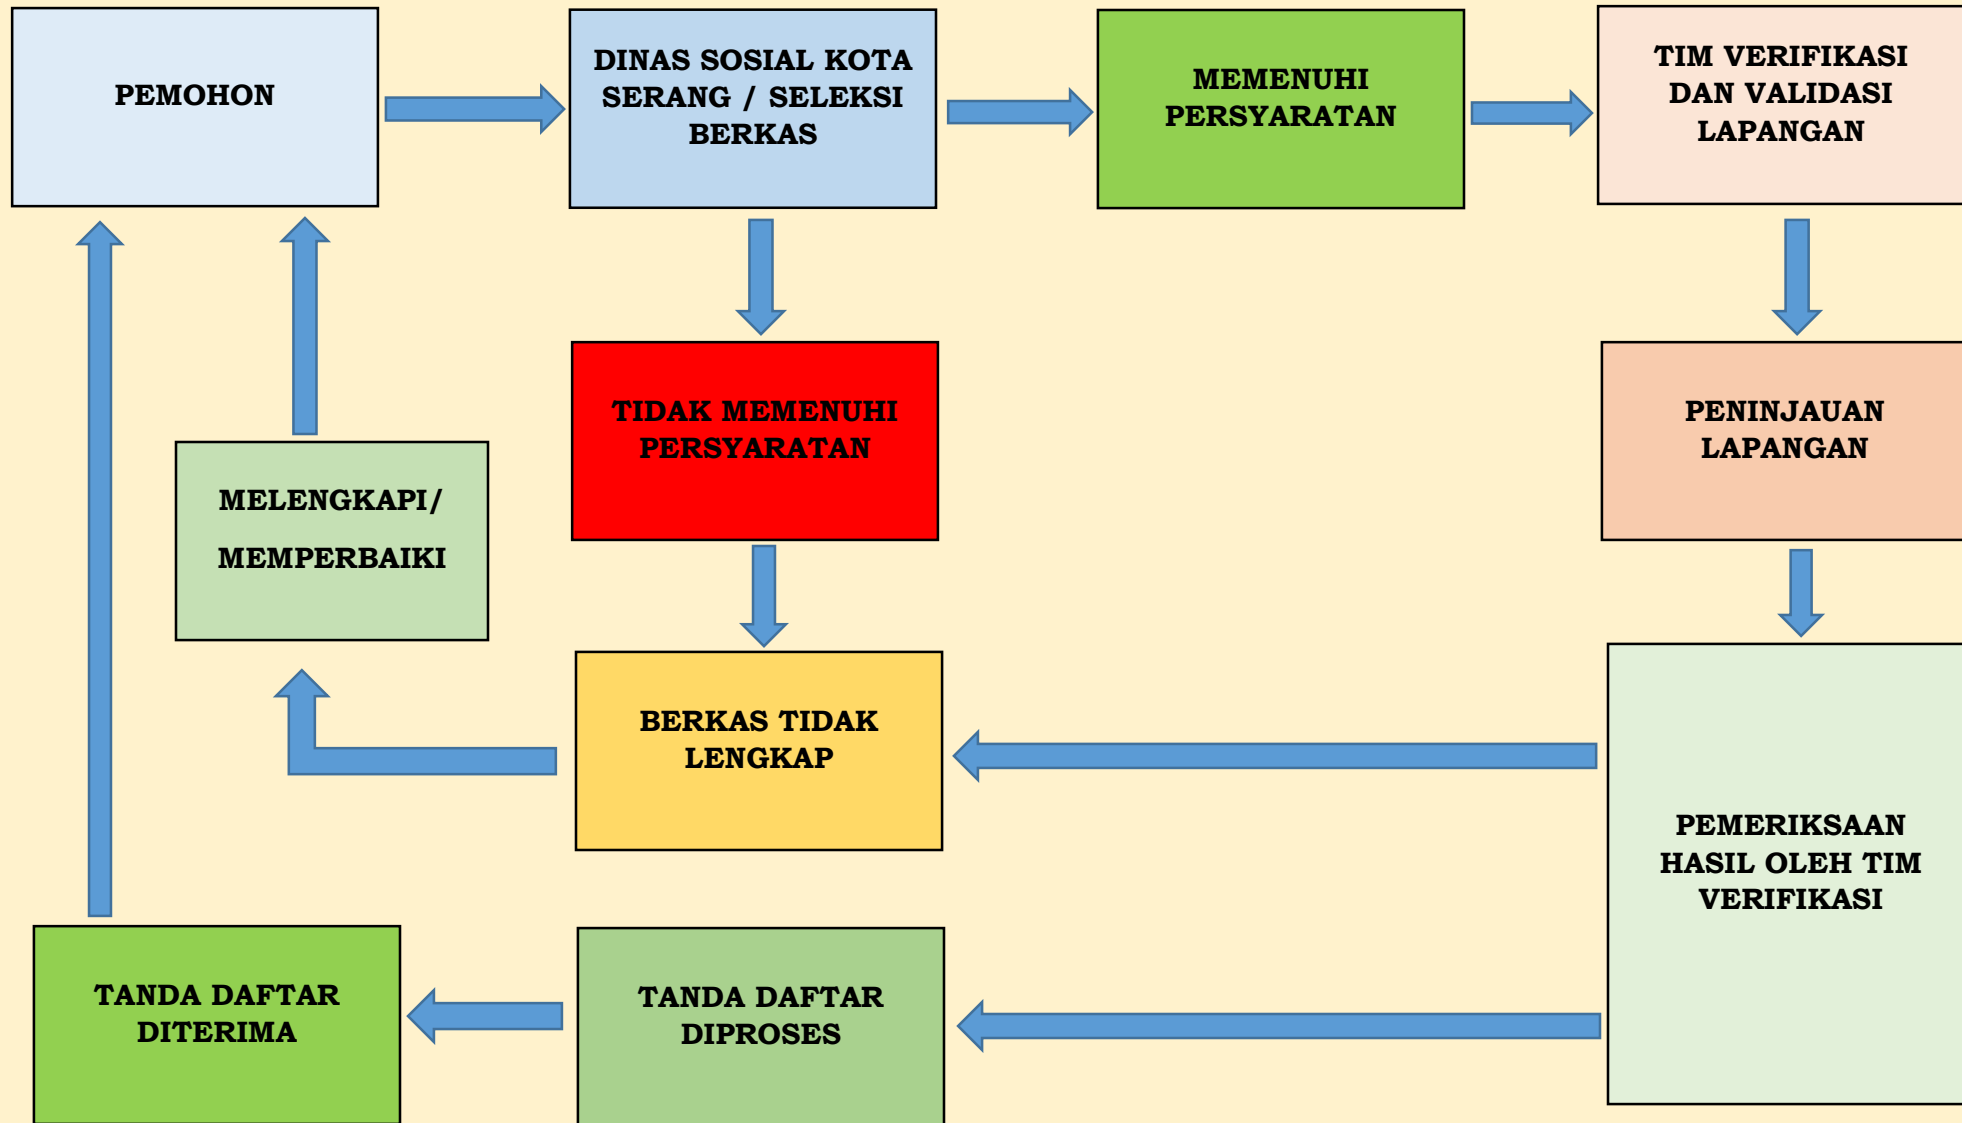 PEMOHON
DINAS SOSIAL KOTA
SERANG / SELEKSI
BERKAS
MEMENUHI
PERSYARATAN
TIM VERIFIKASI
DAN VALIDASI
LAPANGAN
TIDAK MEMENUHI
PERSYARATAN
PENINJAUAN
LAPANGAN
MELENGKAPI/
MEMPERBAIKI
BERKAS TIDAK
LENGKAP
PEMERIKSAAN
HASIL OLEH TIM
VERIFIKASI
TANDA DAFTAR
DITERIMA
TANDA DAFTAR
DIPROSES